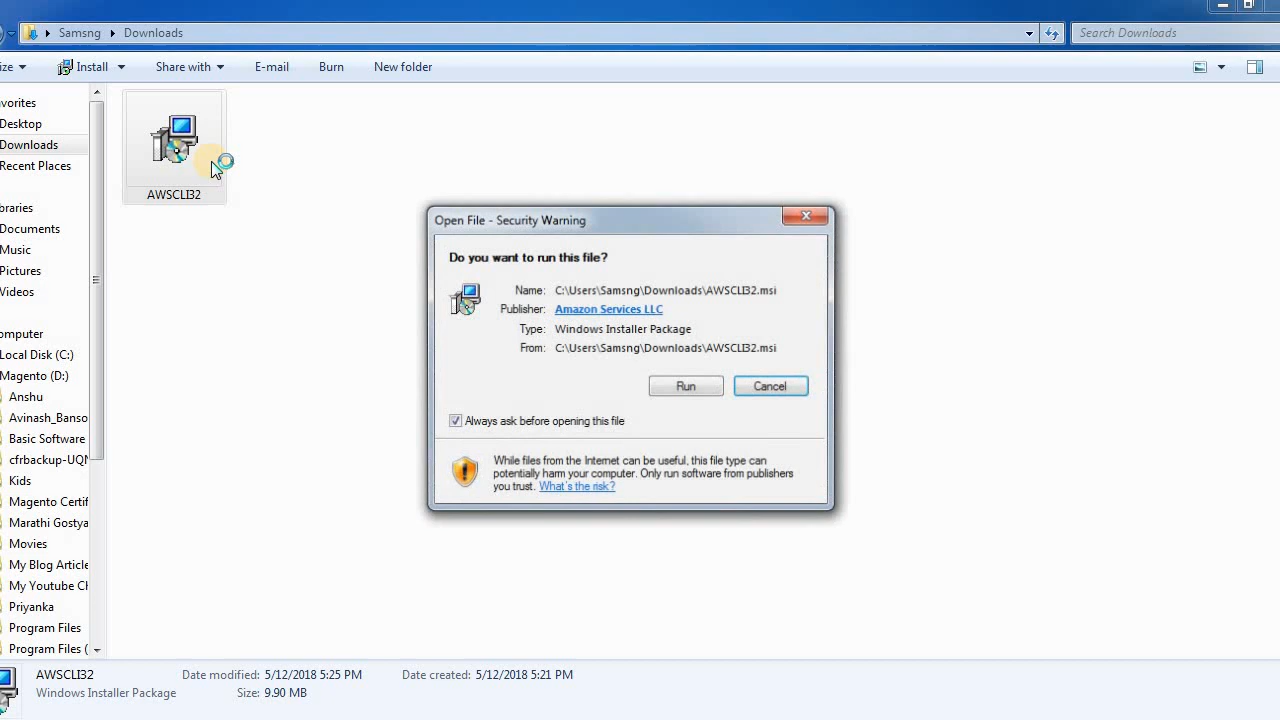 Samsng Downloads
Search Downloads
ize Install Share with E-mail Burn New folder
avorites
Desktop
Downloads
Recent Places
ibraries
Documents
Music
Pictures
Videos
omputer
Local Disk (C:)
Magento (D:)
Anshu
Avinash_Banso
Basic Software
cfrbackup-UQN
Kids
Magento Certif
Marathi Gostya
Movies
My Blog Article
My Youtube Ch
Priyanka
Program Files
Program Files (
AWSCLI32
Open File - Security Warning
Do you want to run this file?
Name: C:\Users\Samsng\Downloads\AWSCLI32.msi
Publisher: Amazon Services LLC
Type: Windows Installer Package
From: C:\Users\Samsng\Downloads\AWSCLI32.msi
Run Cancel
Always ask before opening this file
While files from the Internet can be useful, this file type can
potentially harm your computer. Only run software from publishers
you trust. What's the risk?
AWSCLI32 Date modified: 5/12/2018 5:25 PM Date created: 5/12/2018 5:21 PM
Windows Installer Package Size: 9.90 MB